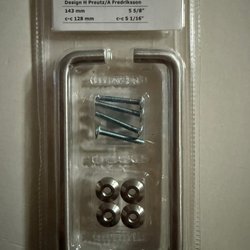 Design H Preutz/A Fredriksson
143 mm 5 5/8"
c-c 128 mm c-c 5 1/16"